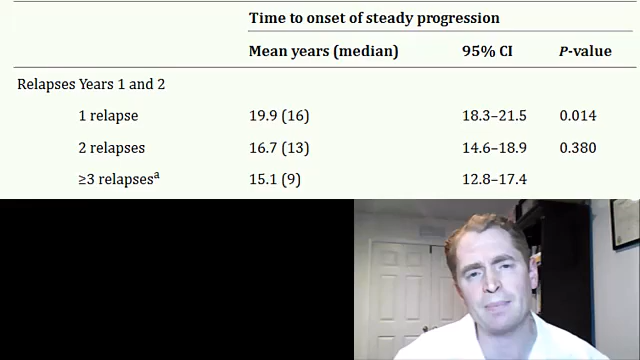 Time to onset of steady progression
Mean years (median) 95% CI P-value
Relapses Years 1 and 2
1 relapse 19.9 (16) 18.3–21.5 0.014
2 relapses 16.7 (13) 14.6–18.9 0.380
≥3 relapsesa 15.1 (9) 12.8–17.4